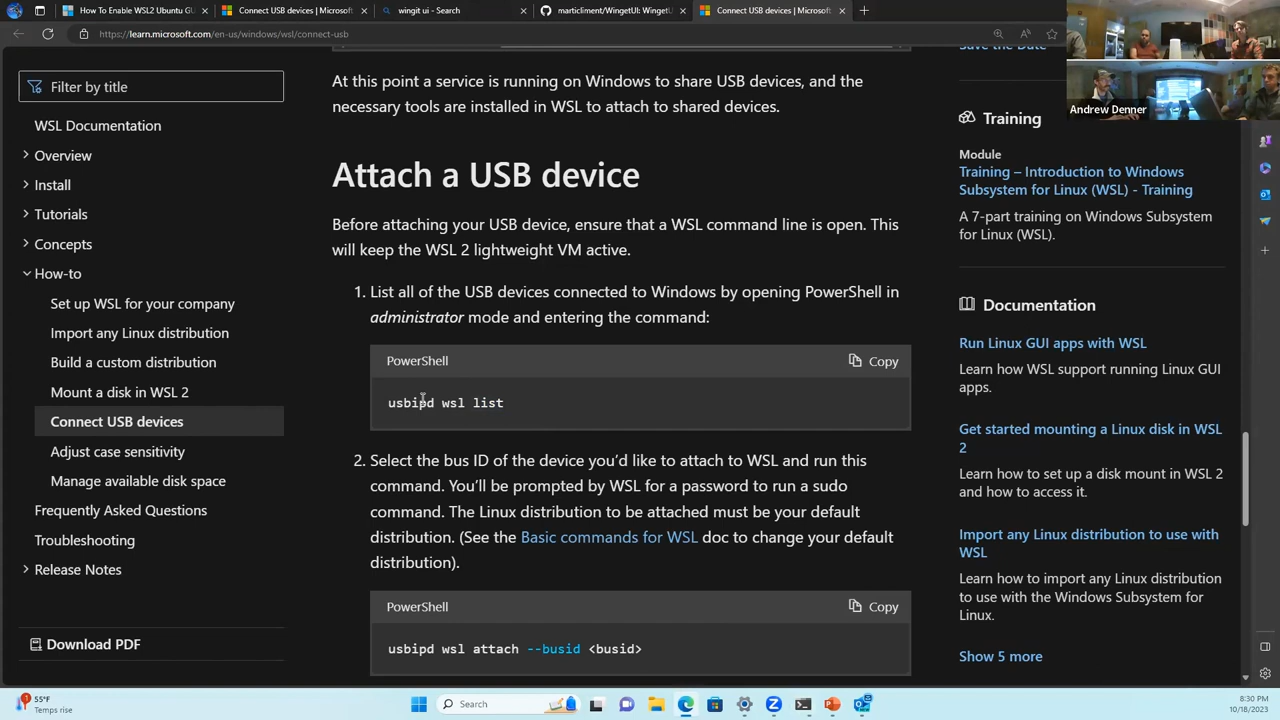 How To Enable WSL2 Ubuntu GU
Connect USB devices | Microsoft
wingit ui - Search
marticliment/WingetUI: WingetU
Connect USB devices | Microsoft
https://learn.microsoft.com/en-us/windows/wsl/connect-usb
Filter by title
WSL Documentation
Overview
Install
Tutorials
Concepts
How-to
Set up WSL for your company
Import any Linux distribution
Build a custom distribution
Mount a disk in WSL 2
Connect USB devices
Adjust case sensitivity
Manage available disk space
Frequently Asked Questions
Troubleshooting
Release Notes
Download PDF
At this point a service is running on Windows to share USB devices, and the
necessary tools are installed in WSL to attach to shared devices.
Attach a USB device
Before attaching your USB device, ensure that a WSL command line is open. This
will keep the WSL 2 lightweight VM active.
1. List all of the USB devices connected to Windows by opening PowerShell in
administrator mode and entering the command:
PowerShell
Copy
usbipd wsl list
2. Select the bus ID of the device you'd like to attach to WSL and run this
command. You'll be prompted by WSL for a password to run a sudo
command. The Linux distribution to be attached must be your default
distribution. (See the Basic commands for WSL doc to change your default
distribution).
PowerShell
Copy
usbipd wsl attach --busid <busid>
Save the Date
Andrew Denner
Training
Module
Training – Introduction to Windows
Subsystem for Linux (WSL) - Training
A 7-part training on Windows Subsystem
for Linux (WSL).
Documentation
Run Linux GUI apps with WSL
Learn how WSL support running Linux GUI
apps.
Get started mounting a Linux disk in WSL
2
Learn how to set up a disk mount in WSL 2
and how to access it.
Import any Linux distribution to use with
WSL
Learn how to import any Linux distribution
to use with the Windows Subsystem for
Linux.
Show 5 more
1
55°F
Temps rise
Search
8:30 PM
10/18/2023